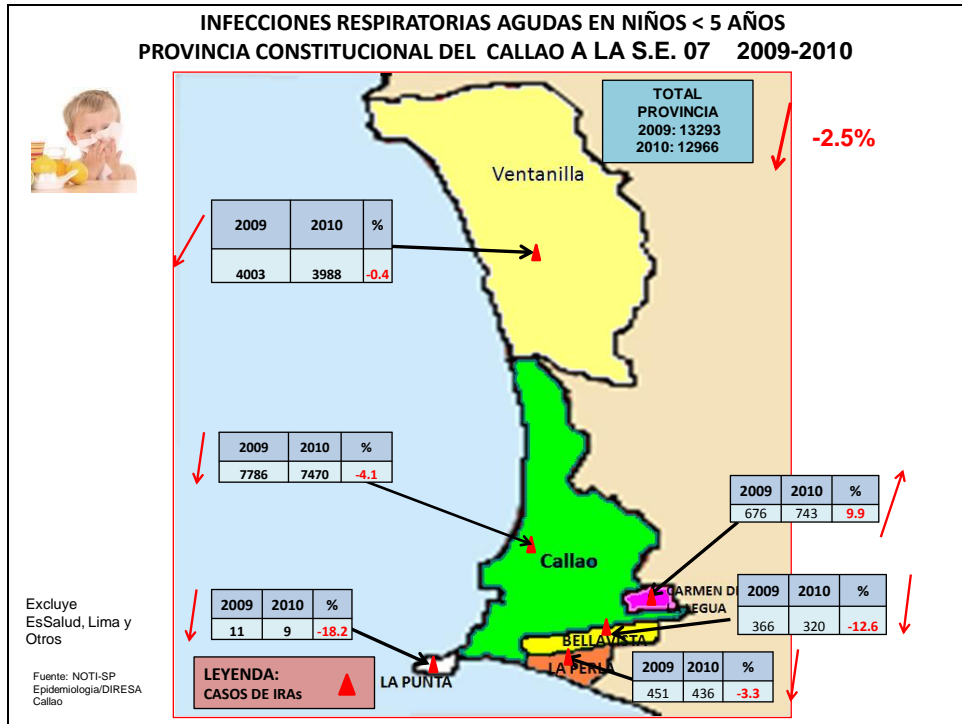 INFECCIONES RESPIRATORIAS AGUDAS EN NIÑOS < 5 AÑOS
PROVINCIA CONSTITUCIONAL DEL CALLAO A LA S.E. 07 2009-2010
TOTAL
PROVINCIA
2009: 13293
2010: 12966
-2.5%
Ventanilla
2009 2010 %
4003 3988 -0.4
2009 2010 %
7786 7470 -4.1
2009 2010 %
676 743 9.9
Callao
CARMEN DE
LA LEGUA
2009 2010 %
366 320 -12.6
2009 2010 %
11 9 -18.2
BELLAVISTA
LA PERLA
LA PUNTA
2009 2010 %
451 436 -3.3
Excluye
EsSalud, Lima y
Otros
LEYENDA:
CASOS DE IRAs
Fuente: NOTI-SP
Epidemiologia/DIRESA
Callao